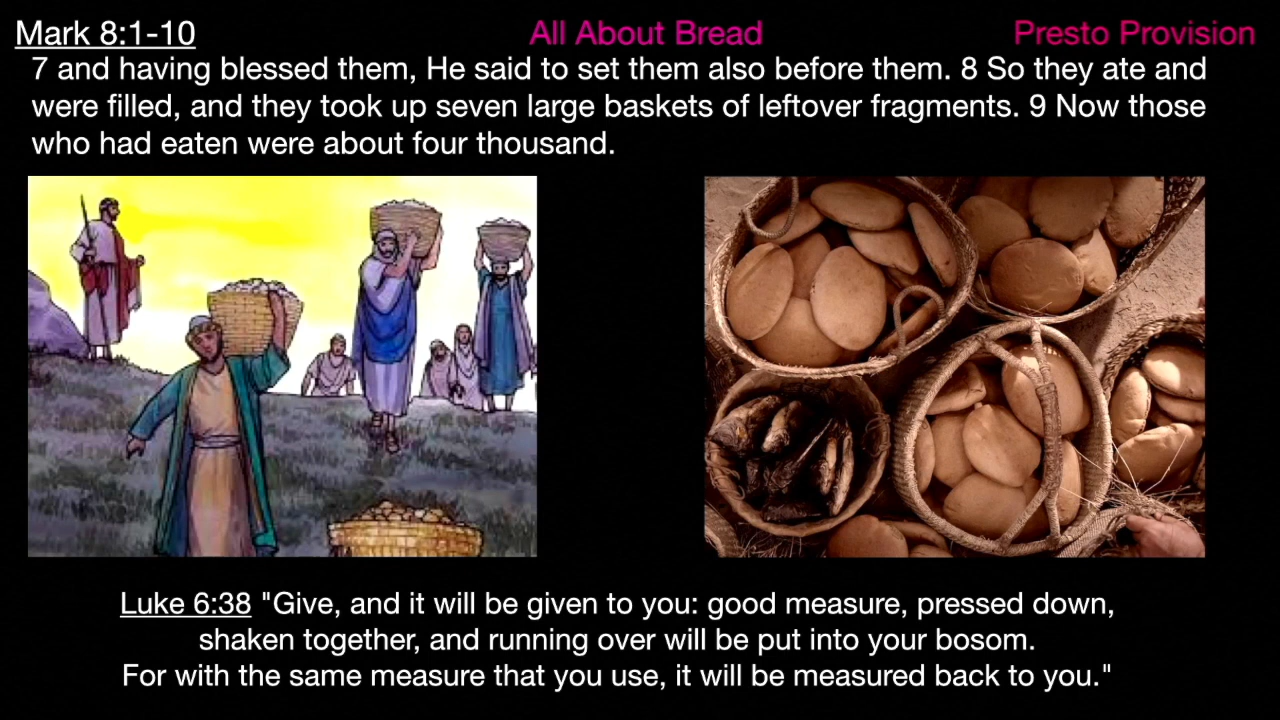 Mark 8:1-10 All About Bread Presto Provision
7 and having blessed them, He said to set them also before them. 8 So they ate and
were filled, and they took up seven large baskets of leftover fragments. 9 Now those
who had eaten were about four thousand.
Luke 6:38 "Give, and it will be given to you: good measure, pressed down,
shaken together, and running over will be put into your bosom.
For with the same measure that you use, it will be measured back to you."